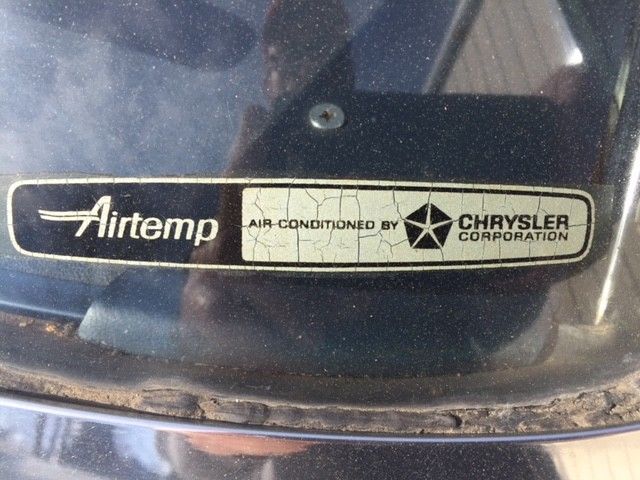 Airtemp
AIR CONDITIONED BY
CHRYSLER
CORPORATION